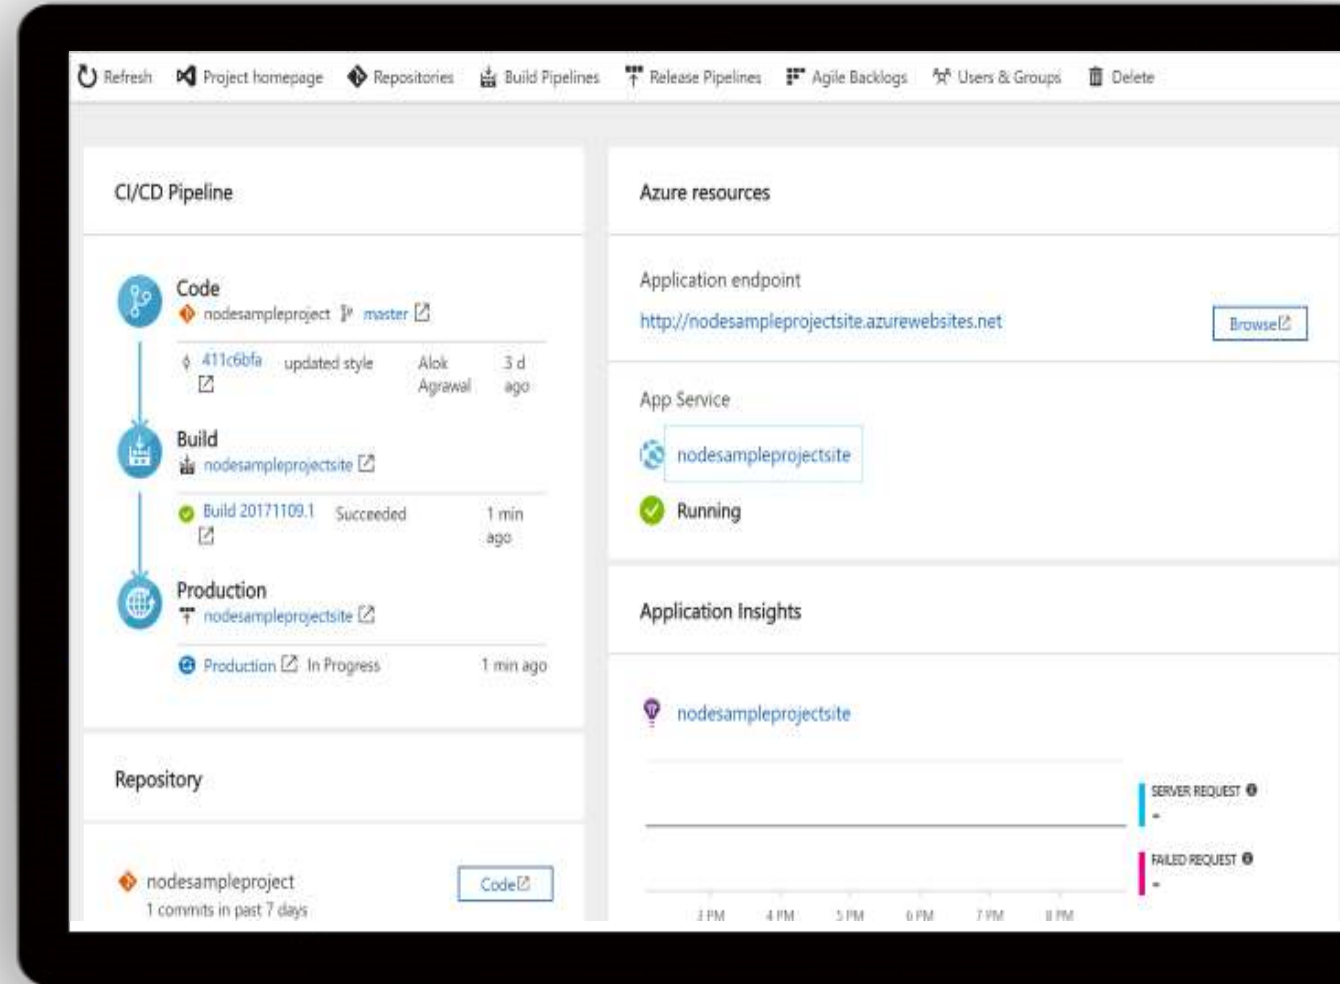 Refresh Project homepage Repositories Build Pipelines Release Pipelines Agile Backlogs Users & Groups Delete
CI/CD Pipeline
Code
nodesampleproject master
411c6bfa updated style Alok Agrawal 3 d ago
Build
nodesampleprojectsite
Build 20171109.1 Succeeded 1 min ago
Production
nodesampleprojectsite
Production In Progress 1 min ago
Repository
nodesampleproject
1 commits in past 7 days
Code
Azure resources
Application endpoint
http://nodesampleprojectsite.azurewebsites.net
Browse
App Service
nodesampleprojectsite
Running
Application Insights
nodesampleprojectsite
SERVER REQUEST
-
FAILED REQUEST
-
3 PM 4 PM 5 PM 6 PM 7 PM 8 PM